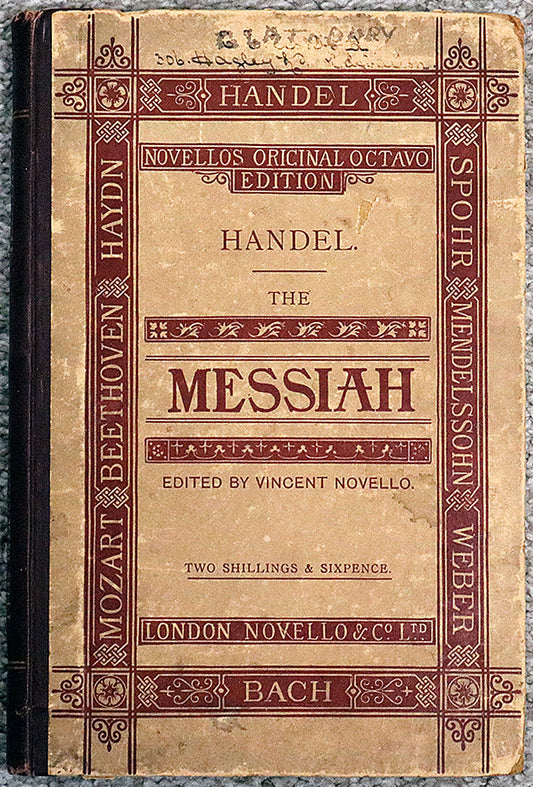 306.
HANDEL
NOVELLOS ORIGINAL OCTAVO
EDITION
HANDEL.
THE
MESSIAH
EDITED BY VINCENT NOVELLO.
TWO SHILLINGS & SIXPENCE.
LONDON NOVELLO & Cº LTD
BACH
MOZART BEETHOVEN HAYDN
SPOHR MENDELSSOHN WEBER